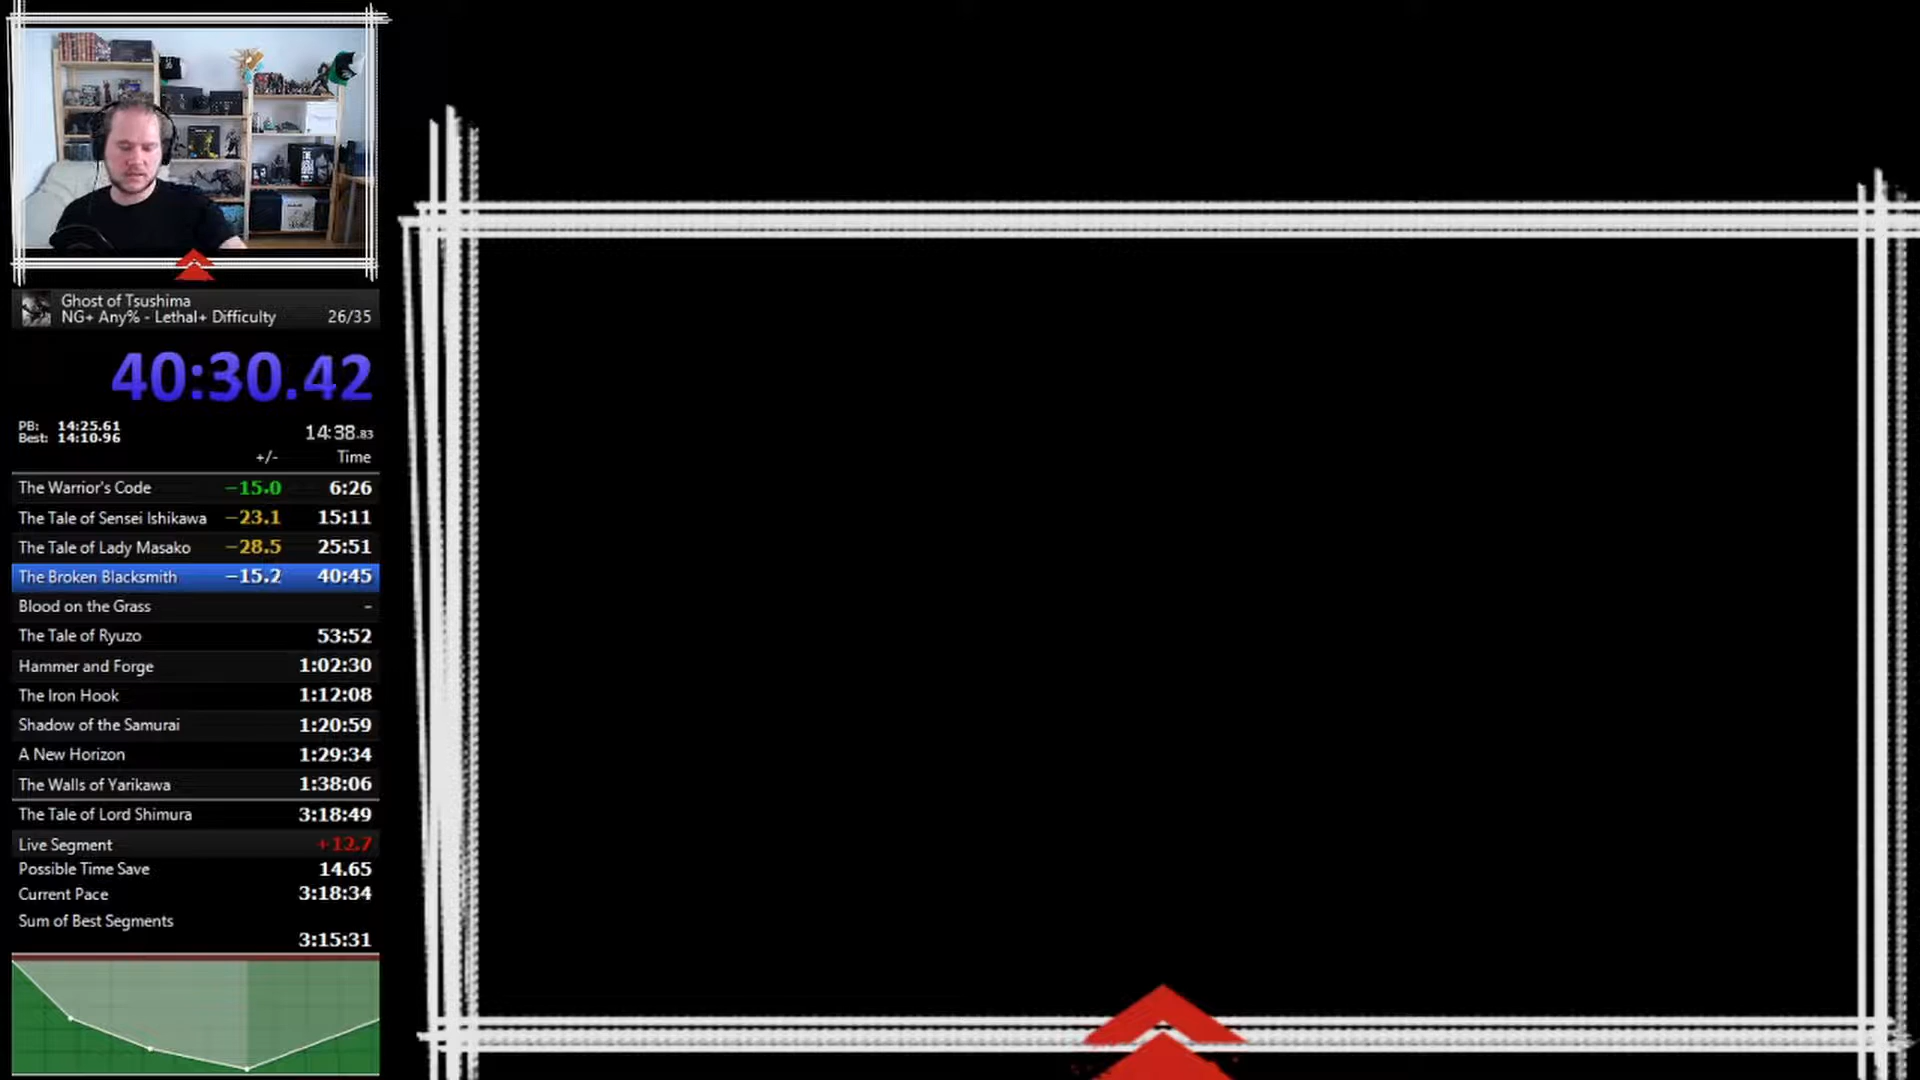 Ghost of Tsushima
NG+ Any% - Lethal+ Difficulty 26/35
40:30.42
PB: 14:25.61
Best: 14:10.96 14:38.83
+/- Time
The Warrior's Code −15.0 6:26
The Tale of Sensei Ishikawa −23.1 15:11
The Tale of Lady Masako −28.5 25:51
The Broken Blacksmith −15.2 40:45
Blood on the Grass -
The Tale of Ryuzo 53:52
Hammer and Forge 1:02:30
The Iron Hook 1:12:08
Shadow of the Samurai 1:20:59
A New Horizon 1:29:34
The Walls of Yarikawa 1:38:06
The Tale of Lord Shimura 3:18:49
Live Segment +12.7
Possible Time Save 14.65
Current Pace 3:18:34
Sum of Best Segments
3:15:31